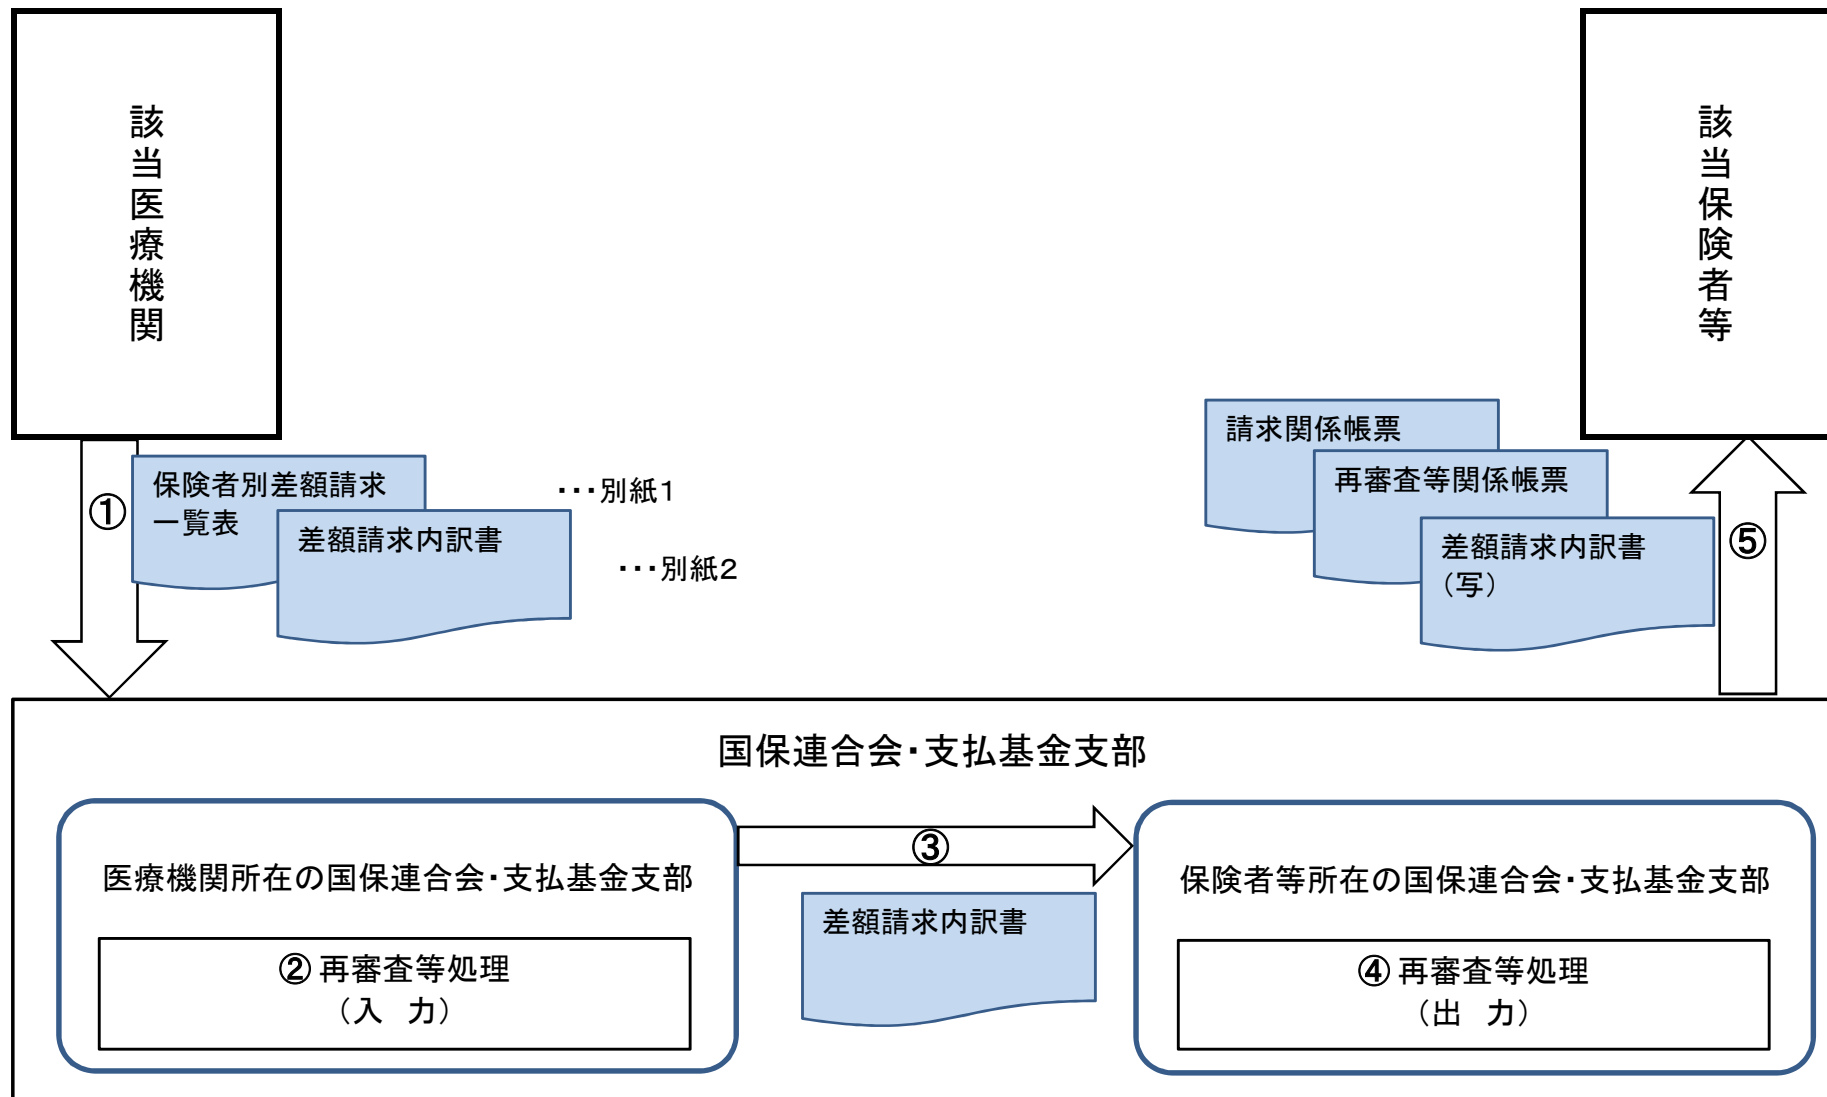 該当医療機関
該当保険者等
①
保険者別差額請求
一覧表
・・・別紙1
差額請求内訳書
・・・別紙2
請求関係帳票
再審査等関係帳票
差額請求内訳書
（写）
⑤
国保連合会・支払基金支部
医療機関所在の国保連合会・支払基金支部
②再審査等処理
（入　力）
③
差額請求内訳書
保険者等所在の国保連合会・支払基金支部
④再審査等処理
（出　力）